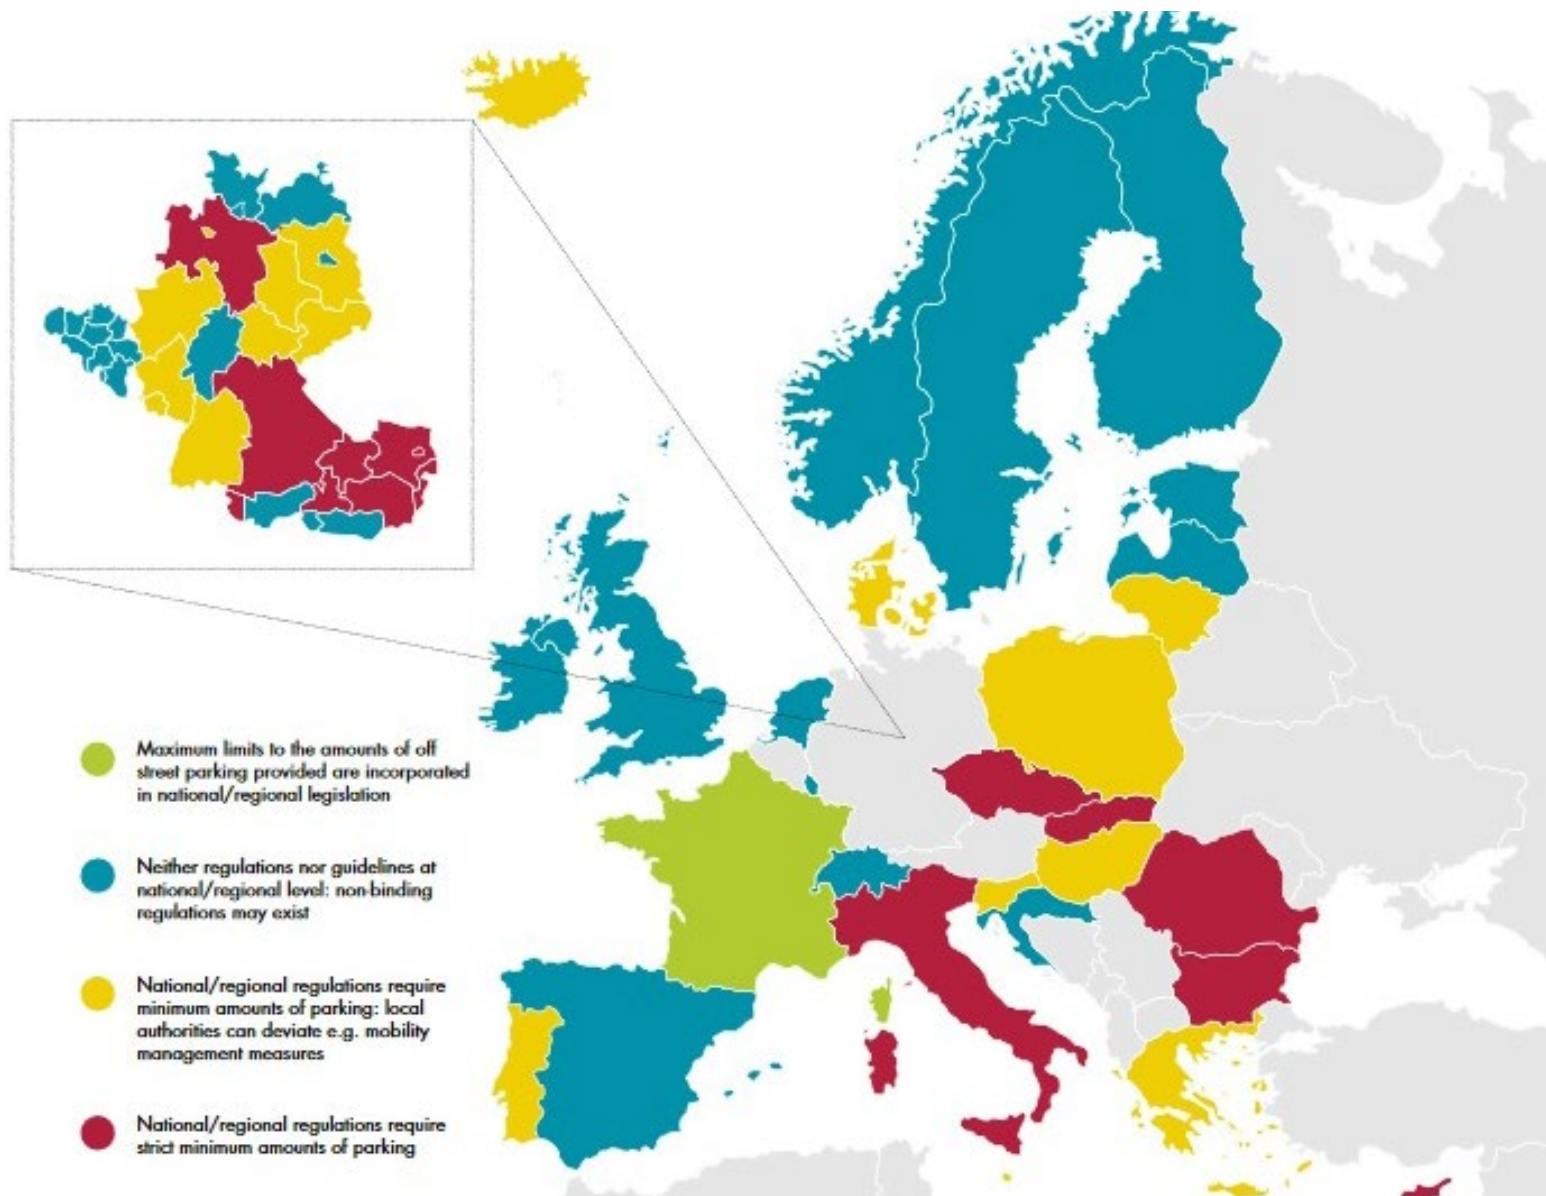 Maximum limits to the amounts of off
street parking provided are incorporated
in national/regional legislation
Neither regulations nor guidelines at
national/regional level: non-binding
regulations may exist
National/regional regulations require
minimum amounts of parking: local
authorities can deviate e.g. mobility
management measures
National/regional regulations require
strict minimum amounts of parking